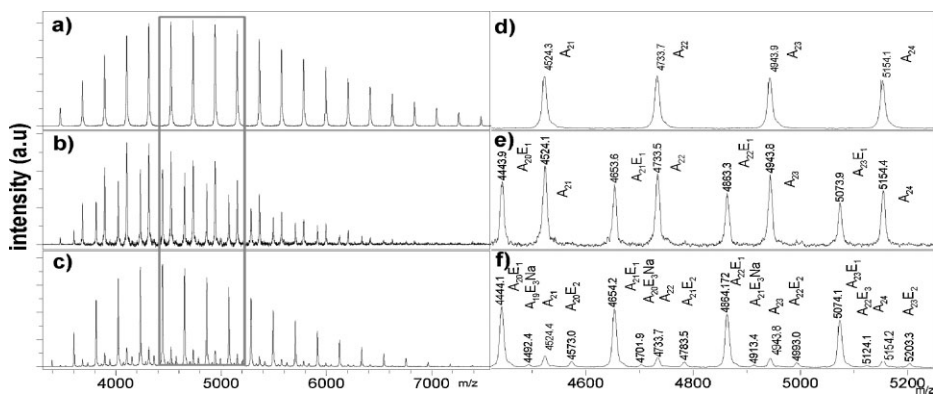 intensity (a.u)
a)
b)
c)
4000 5000 6000 7000 m/z
d)
4524.3 A21
4733.7 A22
4943.9 A23
5154.1 A24
e)
4443.9 A20E1
4524.1 A21
4653.6 A21E1
4733.5 A22
4863.3 A22E1
4943.8 A23
5073.9 A23E1
5154.4 A24
f)
4444.1 A20E1
4492.4 A19E3Na
4524.4 A21
4573.0 A20E2
4654.2 A21E1
4701.9 A20E3Na
4733.7 A22
4783.5 A21E2
4864.172 A22E1
4913.4 A21E3Na
4943.8 A23
4993.0 A22E2
5074.1 A23E1
5124.1 A22E3
5154.2 A24
5203.3 A23E2
4600 4800 5000 5200 m/z